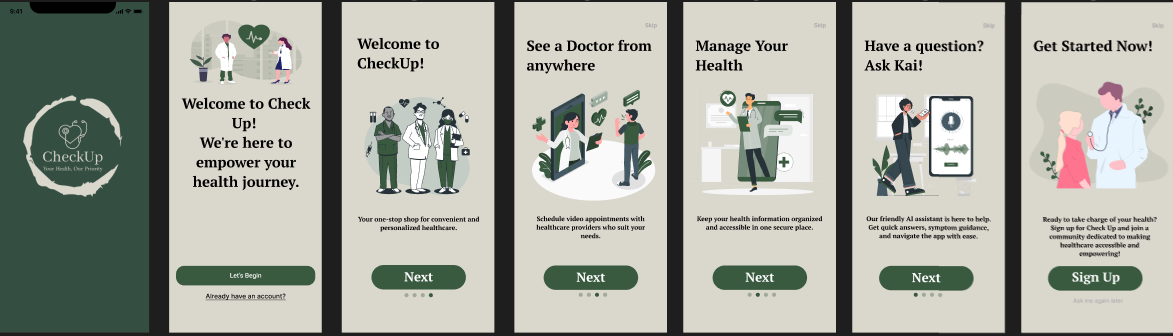 9:41
CheckUp
Your Health, Our Priority
Welcome to Check
Up!
We're here to
empower your
health journey.
Let's Begin
Already have an account?
Welcome to
CheckUp!
Your one-stop shop for convenient and
personalized healthcare.
Next
Skip
See a Doctor from
anywhere
Schedule video appointments with
healthcare providers who suit your
needs.
Next
Skip
Manage Your
Health
Keep your health information organized
and accessible in one secure place.
Next
Skip
Have a question?
Ask Kai!
Our friendly AI assistant is here to help.
Get quick answers, symptom guidance,
and navigate the app with ease.
Next
Skip
Get Started Now!
Ready to take charge of your health?
Sign up for Check Up and join a
community dedicated to making
healthcare accessible and
empowering!
Sign Up
Ask me again later